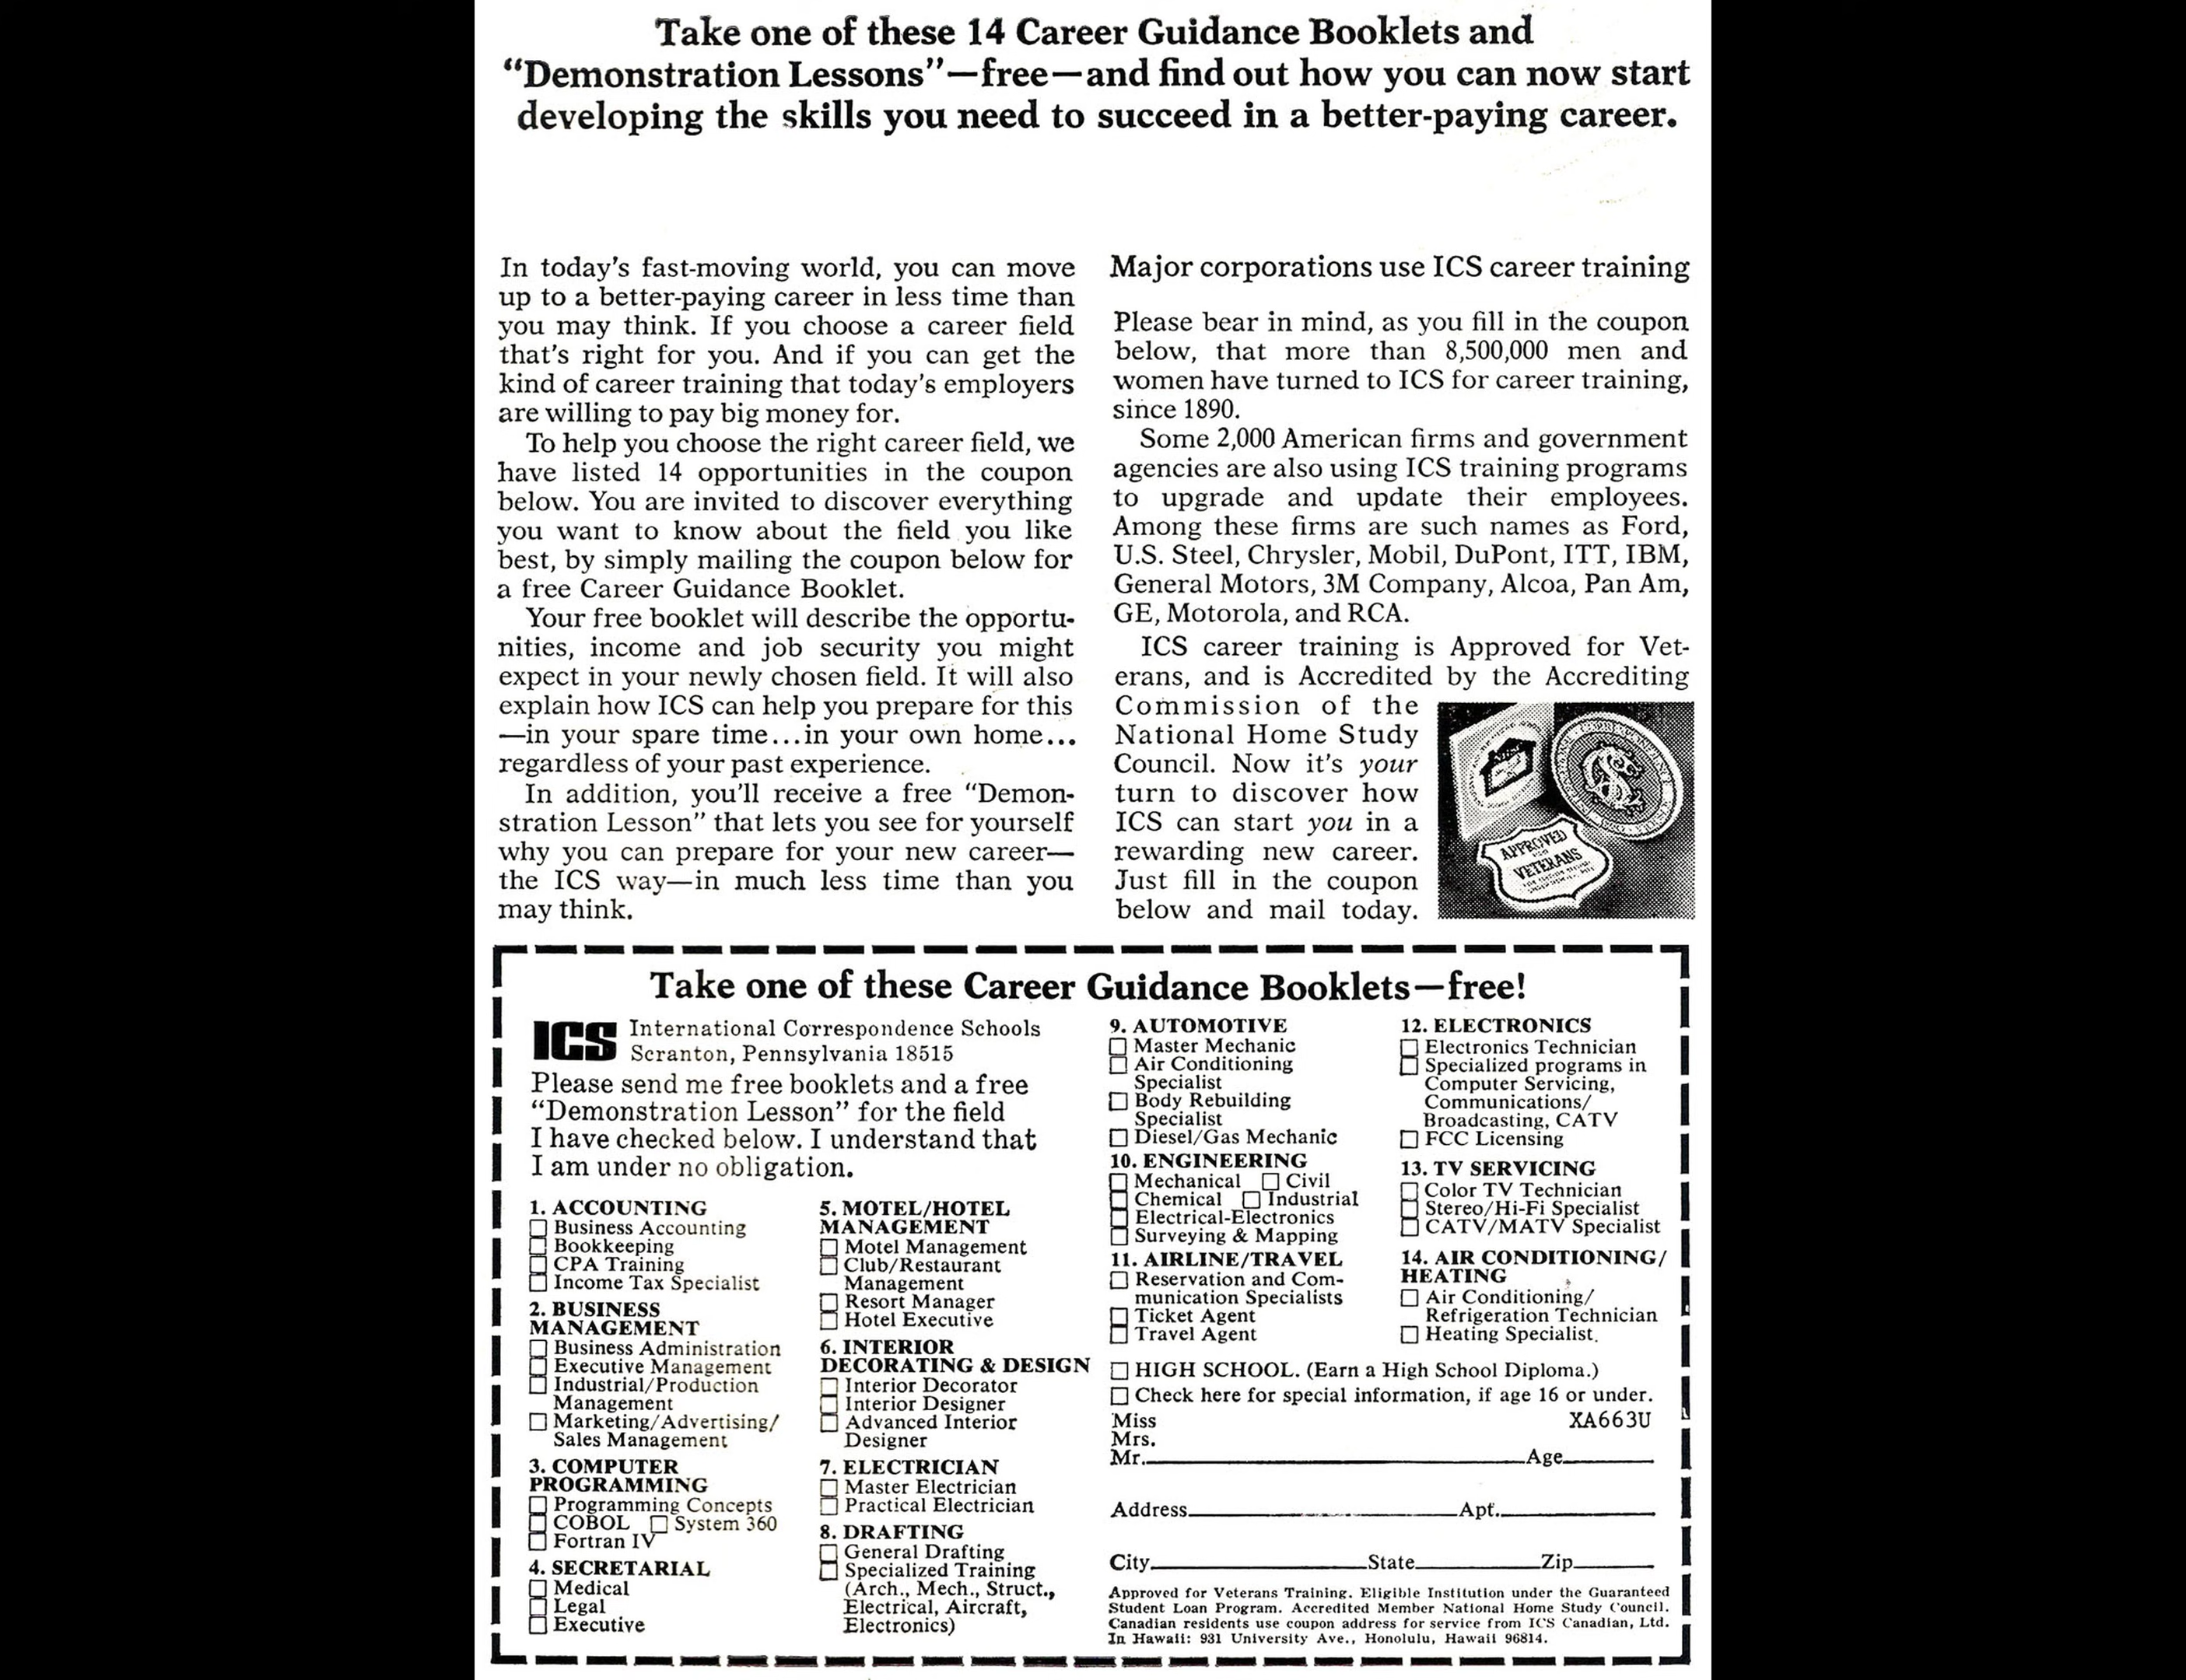 Take one of these 14 Career Guidance Booklets and
“Demonstration Lessons”—free—and find out how you can now start
developing the skills you need to succeed in a better-paying career.
In today's fast-moving world, you can move
up to a better-paying career in less time than
you may think. If you choose a career field
that's right for you. And if you can get the
kind of career training that today's employers
are willing to pay big money for.
To help you choose the right career field, we
have listed 14 opportunities in the coupon
below. You are invited to discover everything
you want to know about the field you like
best, by simply mailing the coupon below for
a free Career Guidance Booklet.
Your free booklet will describe the opportu-
nities, income and job security you might
expect in your newly chosen field. It will also
explain how ICS can help you prepare for this
—in your spare time...in your own home...
regardless of your past experience.
In addition, you'll receive a free “Demon-
stration Lesson” that lets you see for yourself
why you can prepare for your new career—
the ICS way—in much less time than you
may think.
Major corporations use ICS career training
Please bear in mind, as you fill in the coupon
below, that more than 8,500,000 men and
women have turned to ICS for career training,
since 1890.
Some 2,000 American firms and government
agencies are also using ICS training programs
to upgrade and update their employees.
Among these firms are such names as Ford,
U.S. Steel, Chrysler, Mobil, DuPont, ITT, IBM,
General Motors, 3M Company, Alcoa, Pan Am,
GE, Motorola, and RCA.
ICS career training is Approved for Vet-
erans, and is Accredited by the Accrediting
Commission of the
National Home Study
Council. Now it's your
turn to discover how
ICS can start you in a
rewarding new career.
Just fill in the coupon
below and mail today.
APPROVED
VETERANS
Take one of these Career Guidance Booklets—free!
ICS
International Correspondence Schools
Scranton, Pennsylvania 18515
Please send me free booklets and a free
“Demonstration Lesson” for the field
I have checked below. I understand that
I am under no obligation.
1. ACCOUNTING
Business Accounting
Bookkeeping
CPA Training
Income Tax Specialist
2. BUSINESS
MANAGEMENT
Business Administration
Executive Management
Industrial/Production
Management
Marketing/Advertising/
Sales Management
3. COMPUTER
PROGRAMMING
Programming Concepts
COBOL System 360
Fortran IV
4. SECRETARIAL
Medical
Legal
Executive
5. MOTEL/HOTEL
MANAGEMENT
Motel Management
Club/Restaurant
Management
Resort Manager
Hotel Executive
6. INTERIOR
DECORATING & DESIGN
Interior Decorator
Interior Designer
Advanced Interior
Designer
7. ELECTRICIAN
Master Electrician
Practical Electrician
8. DRAFTING
General Drafting
Specialized Training
(Arch., Mech., Struct.,
Electrical, Aircraft,
Electronics)
9. AUTOMOTIVE
Master Mechanic
Air Conditioning
Specialist
Body Rebuilding
Specialist
Diesel/Gas Mechanic
10. ENGINEERING
Mechanical Civil
Chemical Industrial
Electrical-Electronics
Surveying & Mapping
11. AIRLINE/TRAVEL
Reservation and Com-
munication Specialists
Ticket Agent
Travel Agent
12. ELECTRONICS
Electronics Technician
Specialized programs in
Computer Servicing,
Communications/
Broadcasting, CATV
FCC Licensing
13. TV SERVICING
Color TV Technician
Stereo/Hi-Fi Specialist
CATV/MATV Specialist
14. AIR CONDITIONING/
HEATING
Air Conditioning/
Refrigeration Technician
Heating Specialist.
HIGH SCHOOL. (Earn a High School Diploma.)
Check here for special information, if age 16 or under.
Miss XA663U
Mrs.
Mr. Age
Address Apt.
City State Zip
Approved for Veterans Training. Eligible Institution under the Guaranteed
Student Loan Program. Accredited Member National Home Study Council.
Canadian residents use coupon address for service from ICS Canadian, Ltd.
In Hawaii: 931 University Ave., Honolulu, Hawaii 96814.